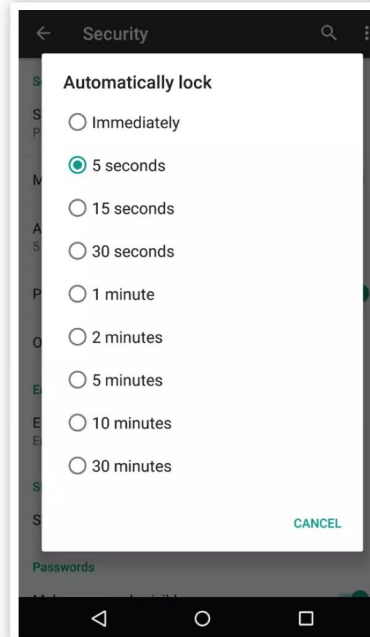 Security
Automatically lock
Immediately
5 seconds
15 seconds
30 seconds
1 minute
2 minutes
5 minutes
10 minutes
30 minutes
CANCEL
Passwords